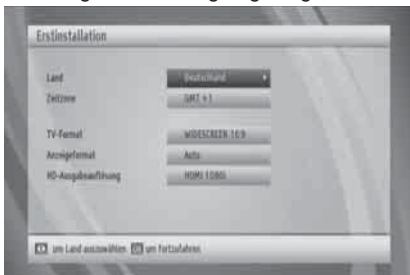 Erstinstallation
Land Deutschland
Zeitzone GMT +1
TV-Format WIDESCREEN 16:9
Anzeigeformat Auto
HD-Ausgabeauflösung HDMI 1080i
um Land auszuwählen OK um fortzufahren